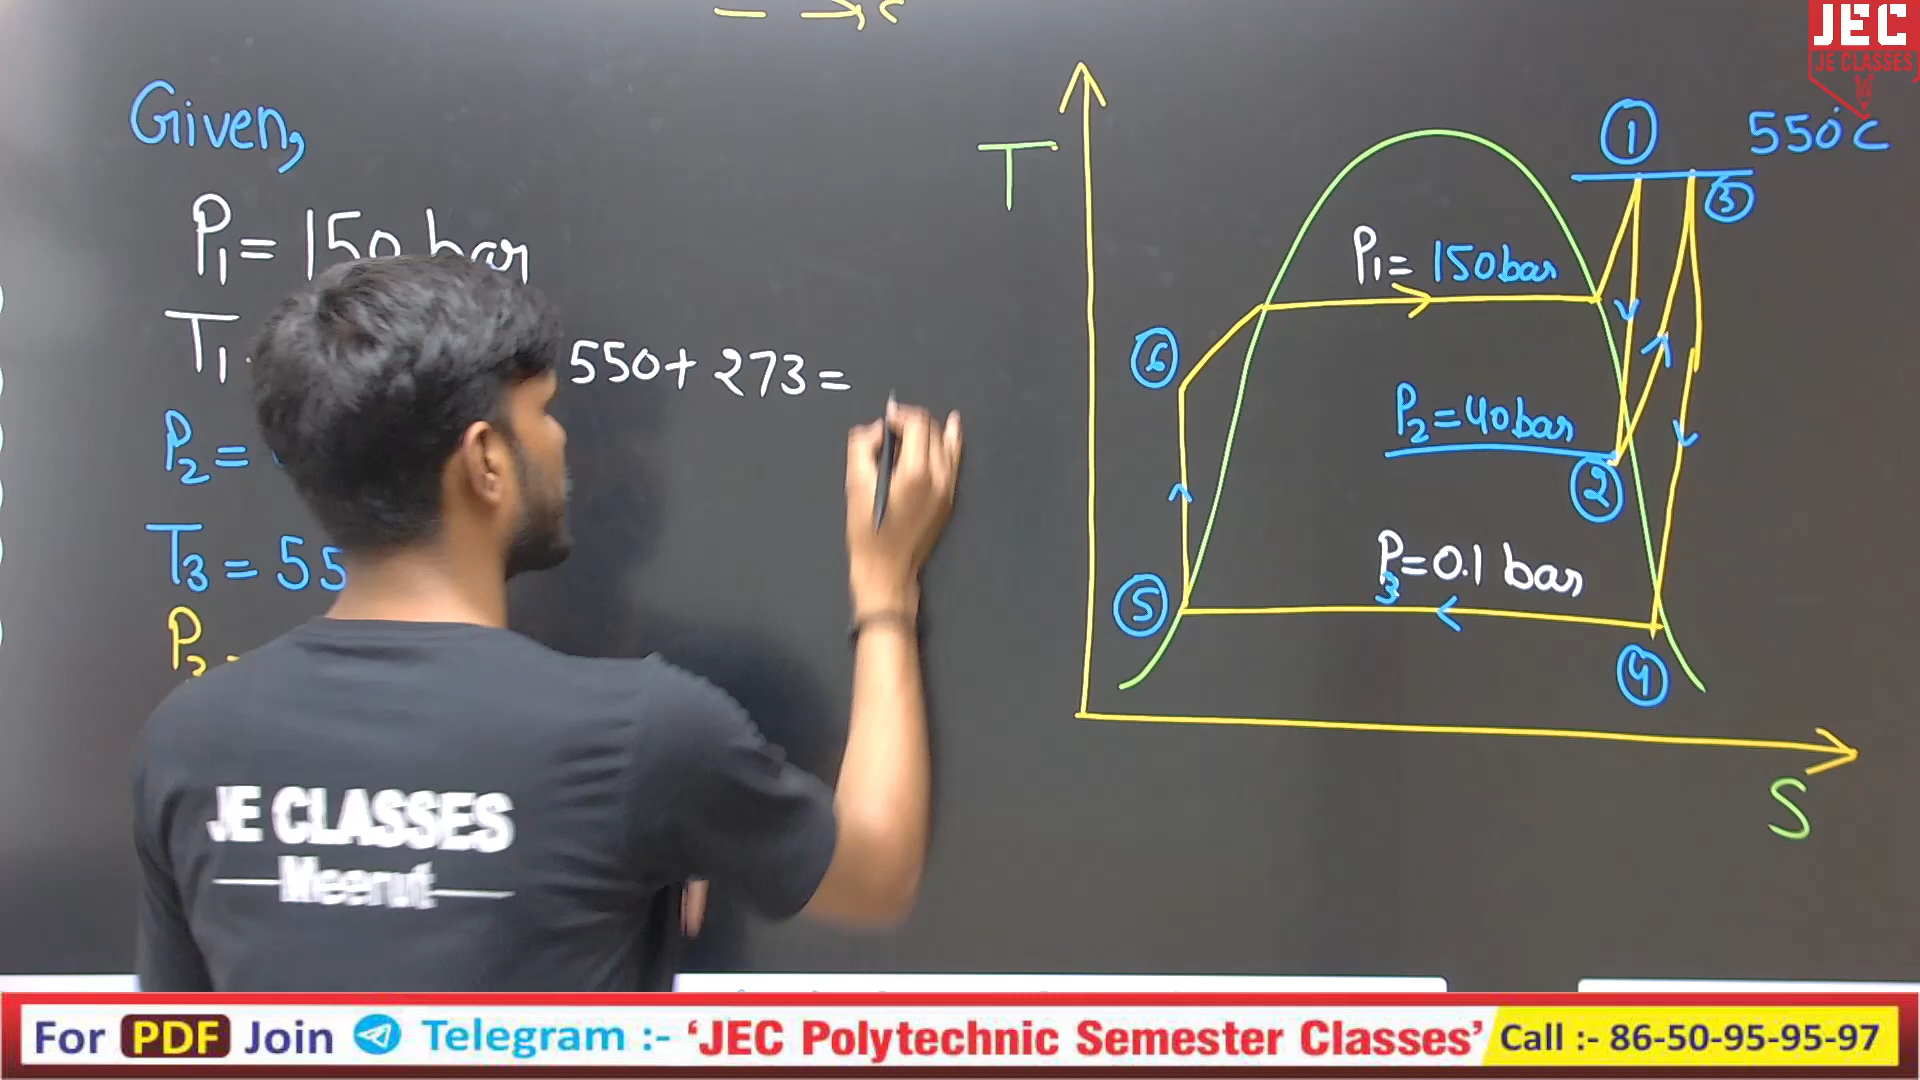 Given,
P1 = 150 bar
T1
550 + 273 =
P2 =
T3 = 55
P3
T
1
550°C
3
P1 = 150 bar
6
P2 = 40 bar
2
P3 = 0.1 bar
5
4
S
JEC
JE CLASSES
JE CLASSES
Meerut
For PDF Join Telegram :- ‘JEC Polytechnic Semester Classes’ Call :- 86-50-95-95-97